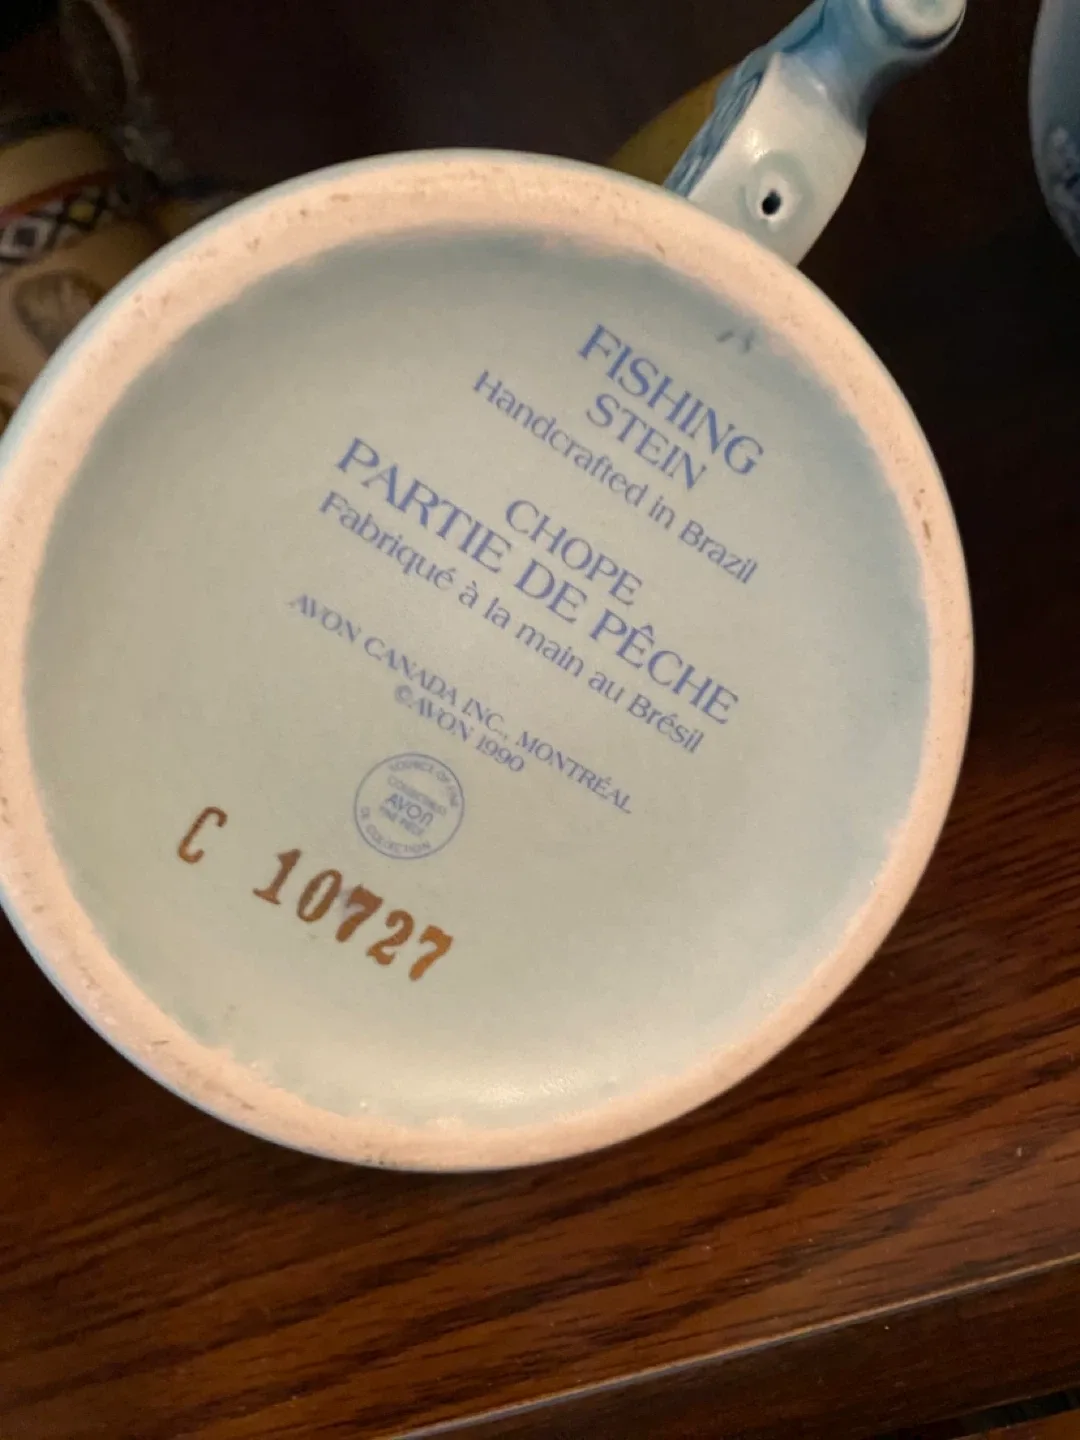 FISHING
STEIN
Handcrafted in Brazil
CHOPE
PARTIE DE PÊCHE
Fabriqué à la main au Brésil
AVON CANADA INC., MONTRÉAL
©AVON 1990
AVON
C 10727